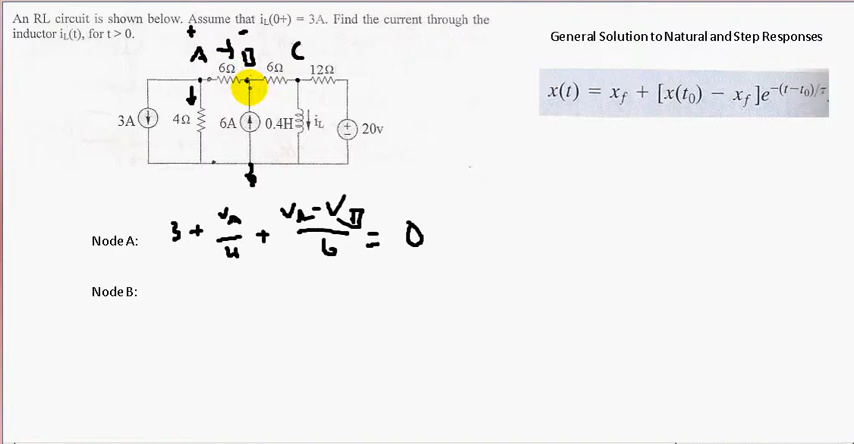 An RL circuit is shown below. Assume that iL(0+) = 3A. Find the current through the
inductor iL(t), for t > 0.
General Solution to Natural and Step Responses
x(t) = xf + [x(t0) − xf]e^−(t−t0)/τ
+ −
A → B C
6Ω 6Ω 12Ω
3A 4Ω 6A 0.4H iL + − 20v
Node A: 3 + VA/4 + VA-VB/6 = 0
Node B: